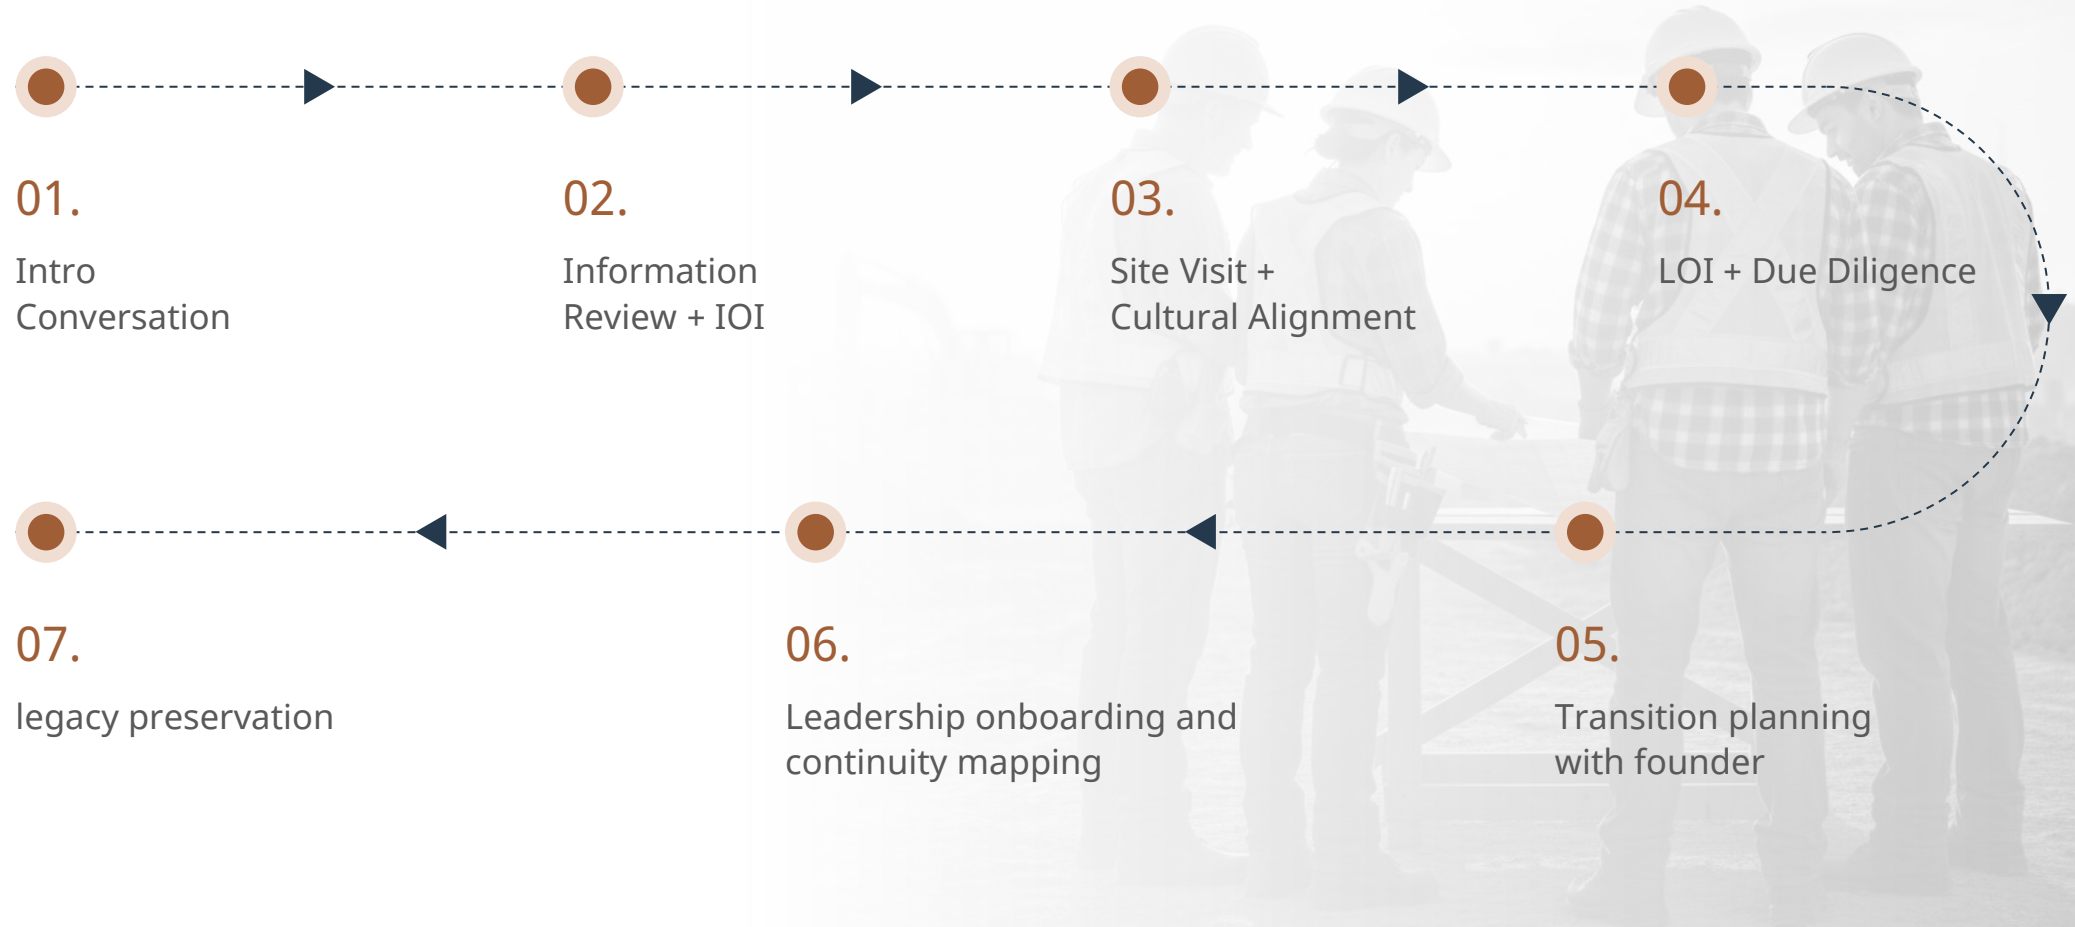 01.
Intro
Conversation
02.
Information
Review + IOI
03.
Site Visit +
Cultural Alignment
04.
LOI + Due Diligence
05.
Transition planning
with founder
06.
Leadership onboarding and
continuity mapping
07.
legacy preservation